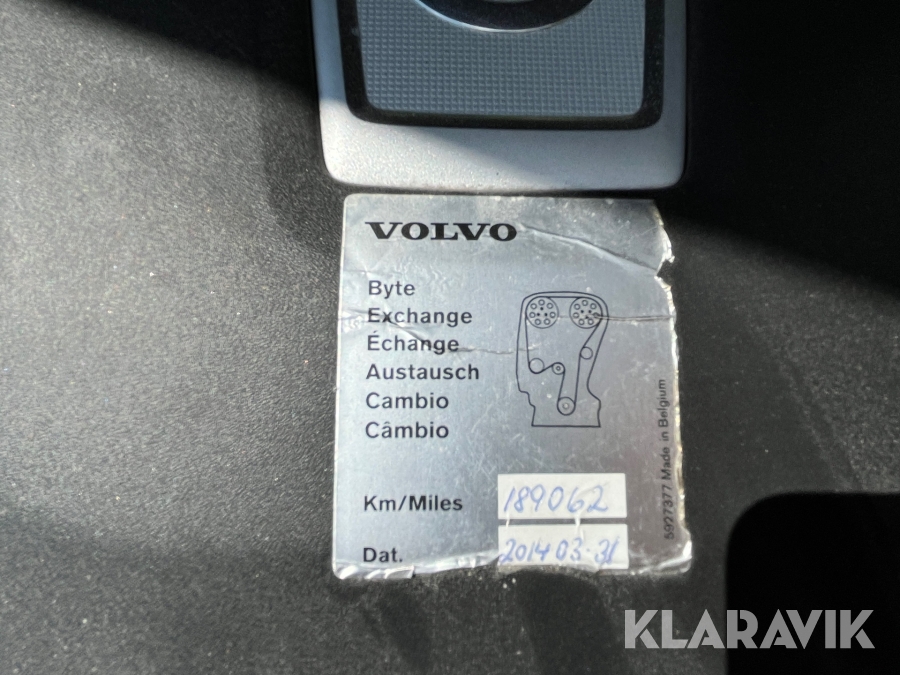 VOLVO
Byte
Exchange
Échange
Austausch
Cambio
Câmbio
Km/Miles 189062
Dat. 2014 03-31
5927377 Made in Belgium
KLARAVIK